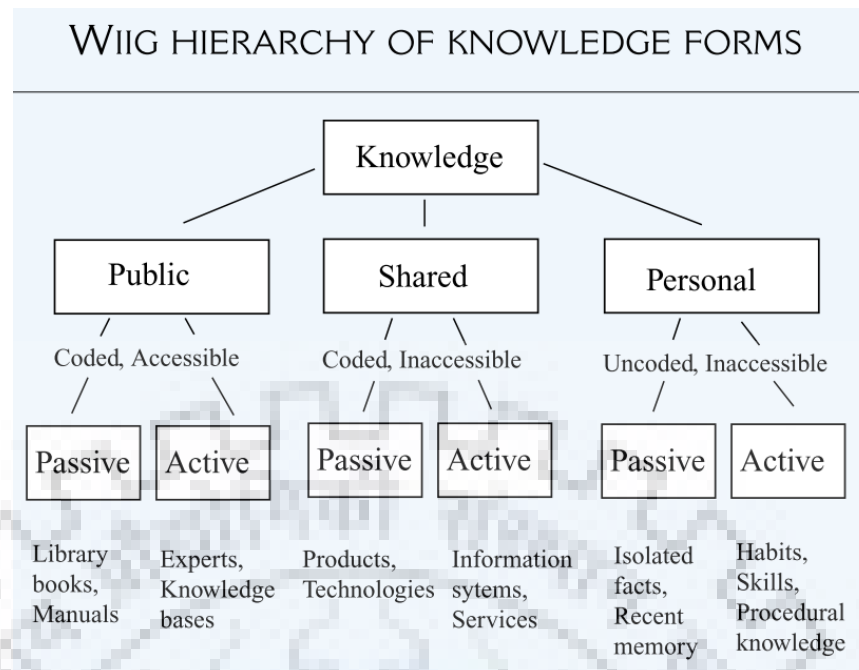 WIIG HIERARCHY OF KNOWLEDGE FORMS
Knowledge
Public
Shared
Personal
Coded, Accessible
Coded, Inaccessible
Uncoded, Inaccessible
Passive
Active
Passive
Active
Passive
Active
Library
books,
Manuals
Experts,
Knowledge
bases
Products,
Technologies
Information
sytems,
Services
Isolated
facts,
Recent
memory
Habits,
Skills,
Procedural
knowledge